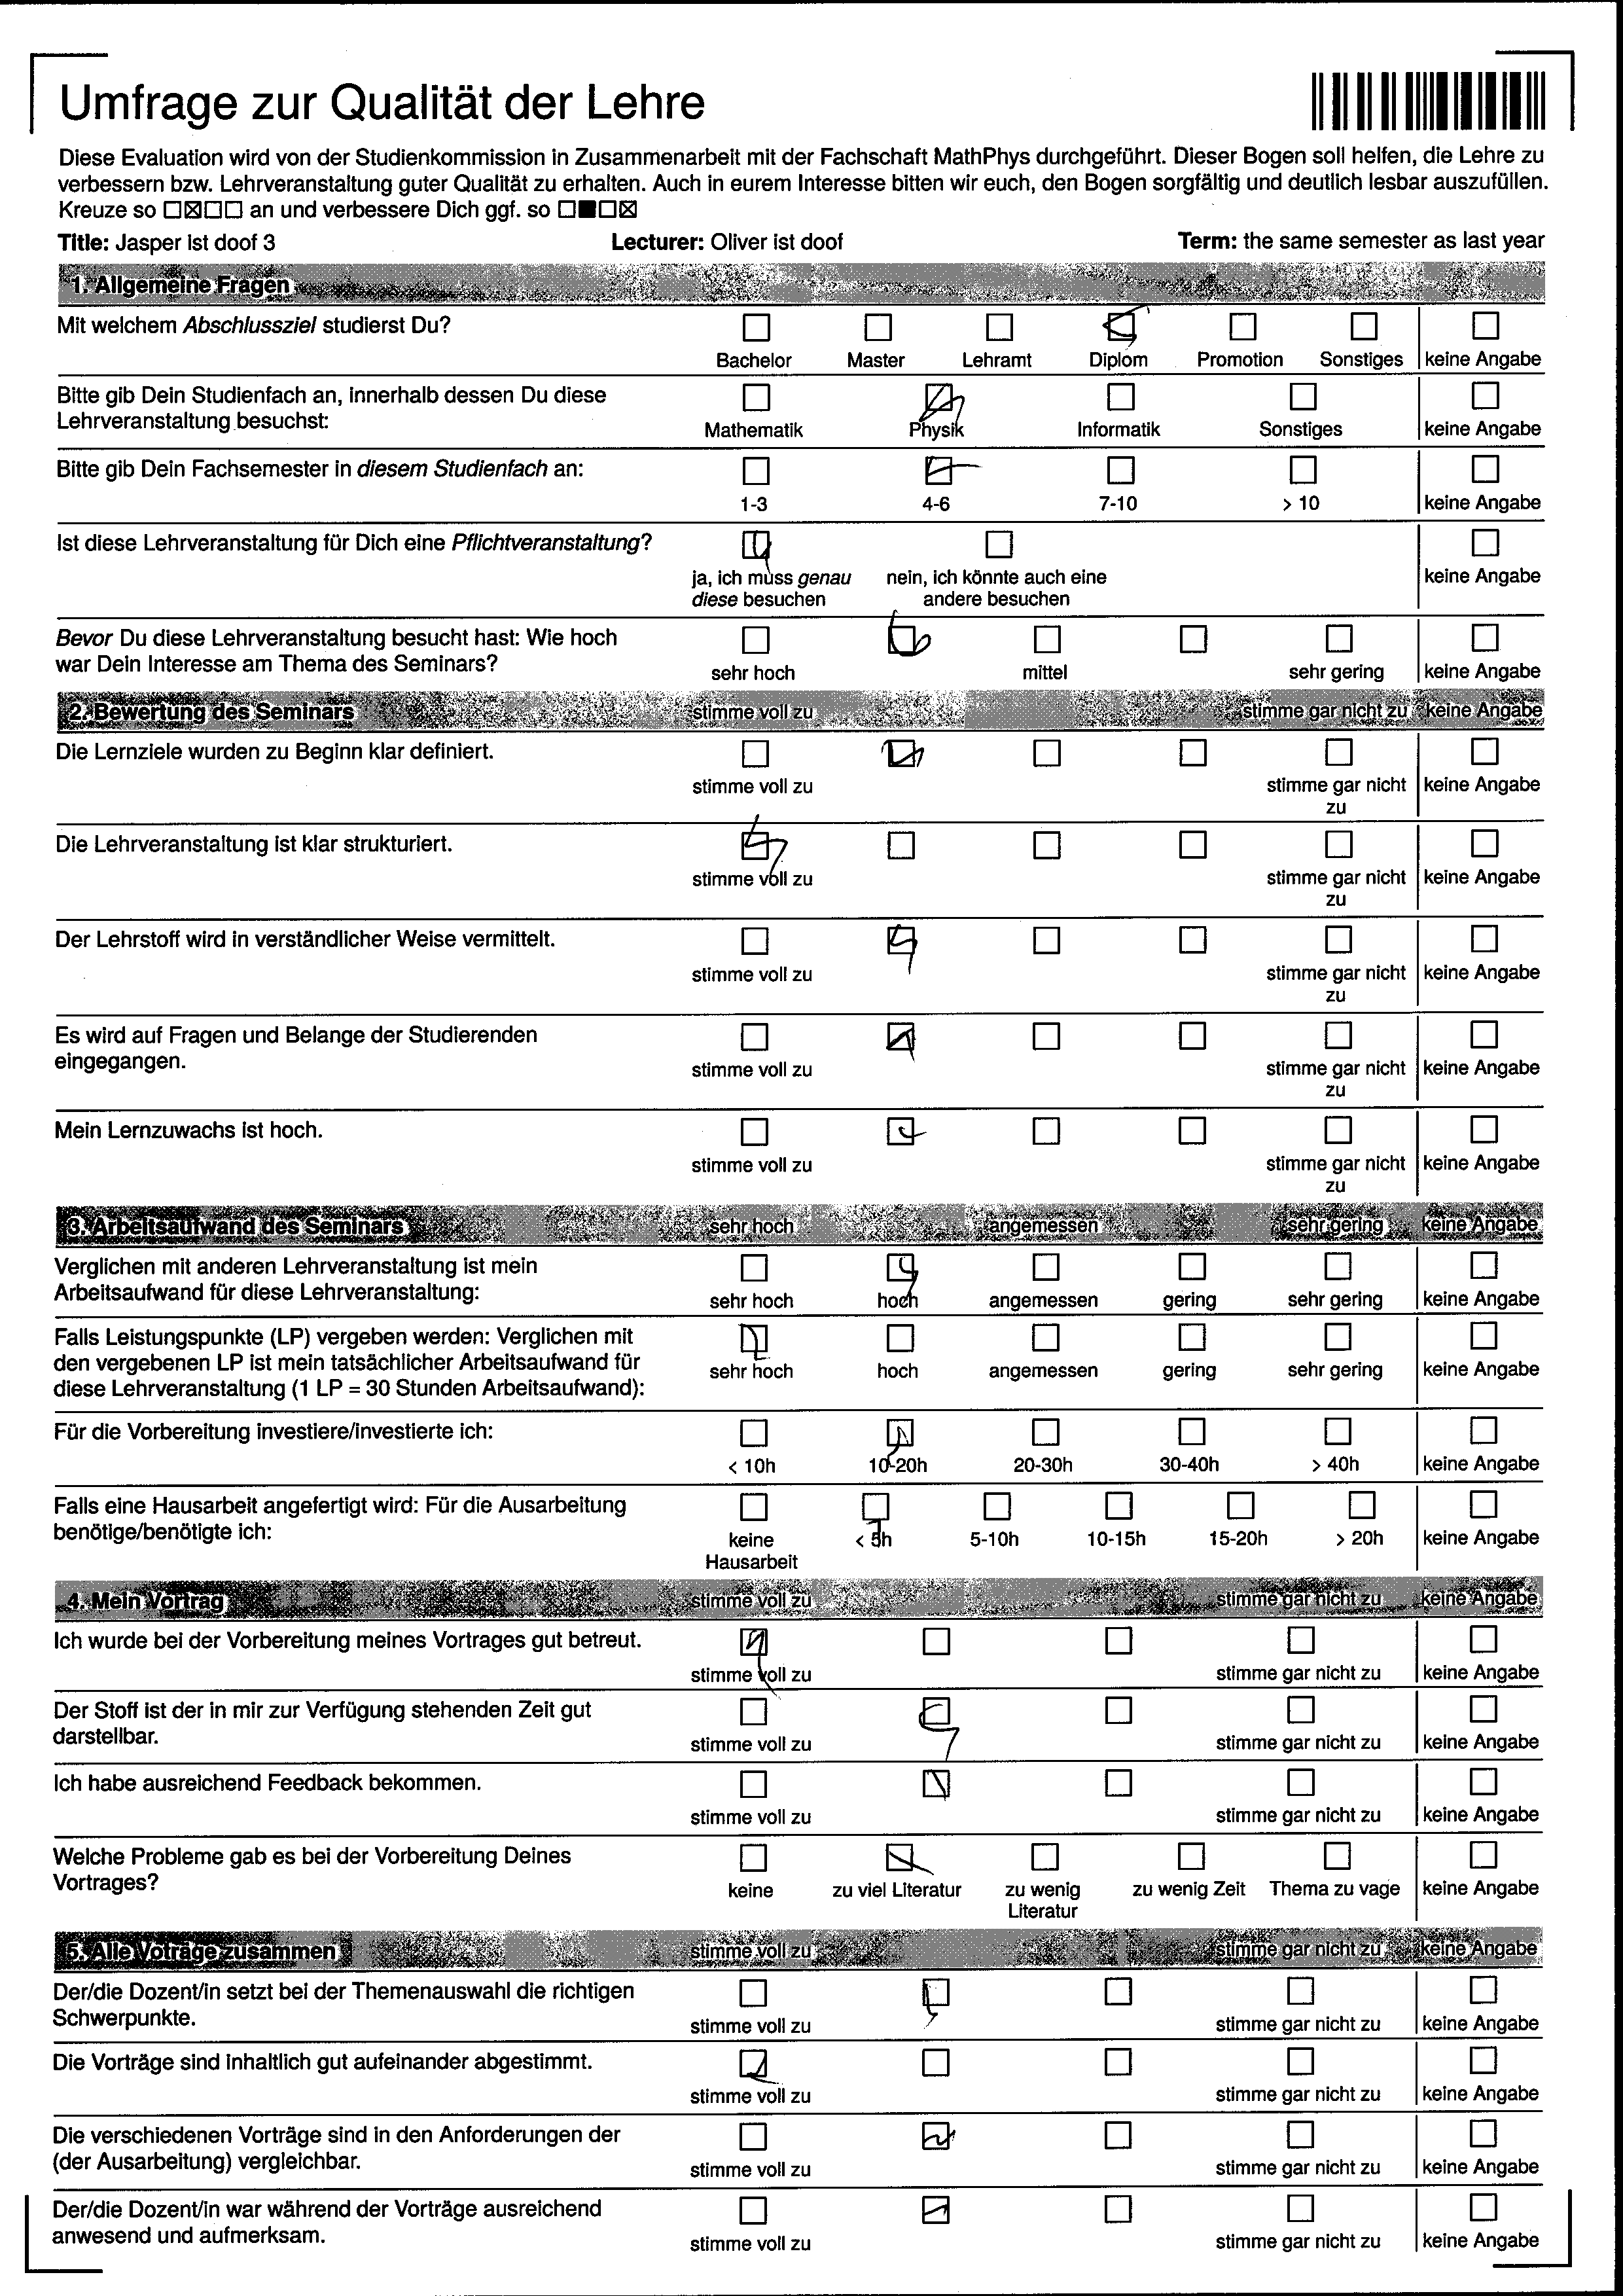 Umfrage zur Qualität der Lehre
Diese Evaluation wird von der Studienkommission in Zusammenarbeit mit der Fachschaft MathPhys durchgeführt. Dieser Bogen soll helfen, die Lehre zu
verbessern bzw. Lehrveranstaltung guter Qualität zu erhalten. Auch in eurem Interesse bitten wir euch, den Bogen sorgfältig und deutlich lesbar auszufüllen.
Kreuze so ☐☒☐☐ an und verbessere Dich ggf. so ☐■☐☒
Title: Jasper ist doof 3 Lecturer: Oliver ist doof Term: the same semester as last year
1. Allgemeine Fragen
Mit welchem Abschlussziel studierst Du?
Bachelor Master Lehramt Diplom Promotion Sonstiges keine Angabe
Bitte gib Dein Studienfach an, innerhalb dessen Du diese
Lehrveranstaltung besuchst:
Mathematik Physik Informatik Sonstiges keine Angabe
Bitte gib Dein Fachsemester in diesem Studienfach an:
1-3 4-6 7-10 > 10 keine Angabe
Ist diese Lehrveranstaltung für Dich eine Pflichtveranstaltung?
ja, ich muss genau nein, ich könnte auch eine keine Angabe
diese besuchen andere besuchen
Bevor Du diese Lehrveranstaltung besucht hast: Wie hoch
war Dein Interesse am Thema des Seminars?
sehr hoch mittel sehr gering keine Angabe
2. Bewertung des Seminars stimme voll zu stimme gar nicht zu keine Angabe
Die Lernziele wurden zu Beginn klar definiert.
stimme voll zu stimme gar nicht keine Angabe
zu
Die Lehrveranstaltung ist klar strukturiert.
stimme voll zu stimme gar nicht keine Angabe
zu
Der Lehrstoff wird in verständlicher Weise vermittelt.
stimme voll zu stimme gar nicht keine Angabe
zu
Es wird auf Fragen und Belange der Studierenden
eingegangen.
stimme voll zu stimme gar nicht keine Angabe
zu
Mein Lernzuwachs ist hoch.
stimme voll zu stimme gar nicht keine Angabe
zu
3. Arbeitsaufwand des Seminars sehr hoch angemessen sehr gering keine Angabe
Verglichen mit anderen Lehrveranstaltung ist mein
Arbeitsaufwand für diese Lehrveranstaltung:
sehr hoch hoch angemessen gering sehr gering keine Angabe
Falls Leistungspunkte (LP) vergeben werden: Verglichen mit
den vergebenen LP ist mein tatsächlicher Arbeitsaufwand für
diese Lehrveranstaltung (1 LP = 30 Stunden Arbeitsaufwand):
sehr hoch hoch angemessen gering sehr gering keine Angabe
Für die Vorbereitung investiere/investierte ich:
< 10h 10-20h 20-30h 30-40h > 40h keine Angabe
Falls eine Hausarbeit angefertigt wird: Für die Ausarbeitung
benötige/benötigte ich:
keine < 5h 5-10h 10-15h 15-20h > 20h keine Angabe
Hausarbeit
4. Mein Vortrag stimme voll zu stimme gar nicht zu keine Angabe
Ich wurde bei der Vorbereitung meines Vortrages gut betreut.
stimme voll zu stimme gar nicht zu keine Angabe
Der Stoff ist der in mir zur Verfügung stehenden Zeit gut
darstellbar.
stimme voll zu stimme gar nicht zu keine Angabe
Ich habe ausreichend Feedback bekommen.
stimme voll zu stimme gar nicht zu keine Angabe
Welche Probleme gab es bei der Vorbereitung Deines
Vortrages?
keine zu viel Literatur zu wenig zu wenig Zeit Thema zu vage keine Angabe
Literatur
5. Alle Voträge zusammen stimme voll zu stimme gar nicht zu keine Angabe
Der/die Dozent/in setzt bei der Themenauswahl die richtigen
Schwerpunkte.
stimme voll zu stimme gar nicht zu keine Angabe
Die Vorträge sind inhaltlich gut aufeinander abgestimmt.
stimme voll zu stimme gar nicht zu keine Angabe
Die verschiedenen Vorträge sind in den Anforderungen der
(der Ausarbeitung) vergleichbar.
stimme voll zu stimme gar nicht zu keine Angabe
Der/die Dozent/in war während der Vorträge ausreichend
anwesend und aufmerksam.
stimme voll zu stimme gar nicht zu keine Angabe